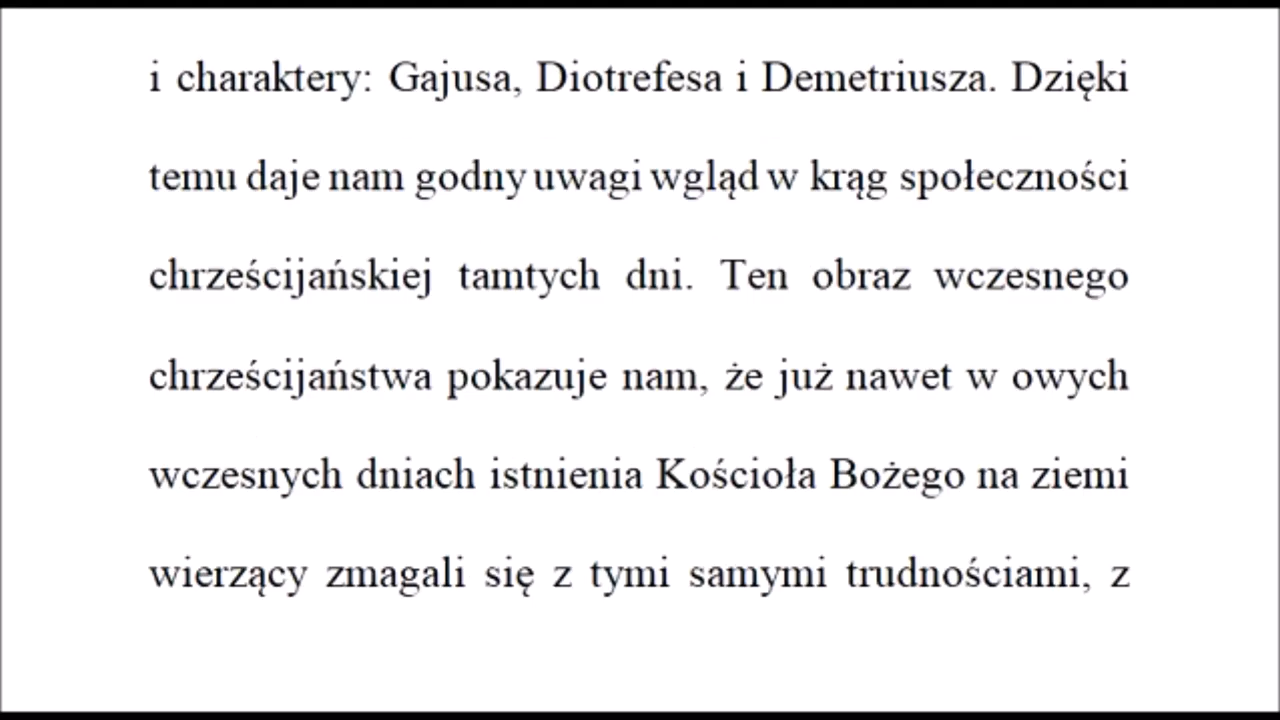 i charaktery: Gajusa, Diotrefesa i Demetriusza. Dzięki
temu daje nam godny uwagi wgląd w krąg społeczności
chrześcijańskiej tamtych dni. Ten obraz wczesnego
chrześcijaństwa pokazuje nam, że już nawet w owych
wczesnych dniach istnienia Kościoła Bożego na ziemi
wierzący zmagali się z tymi samymi trudnościami, z